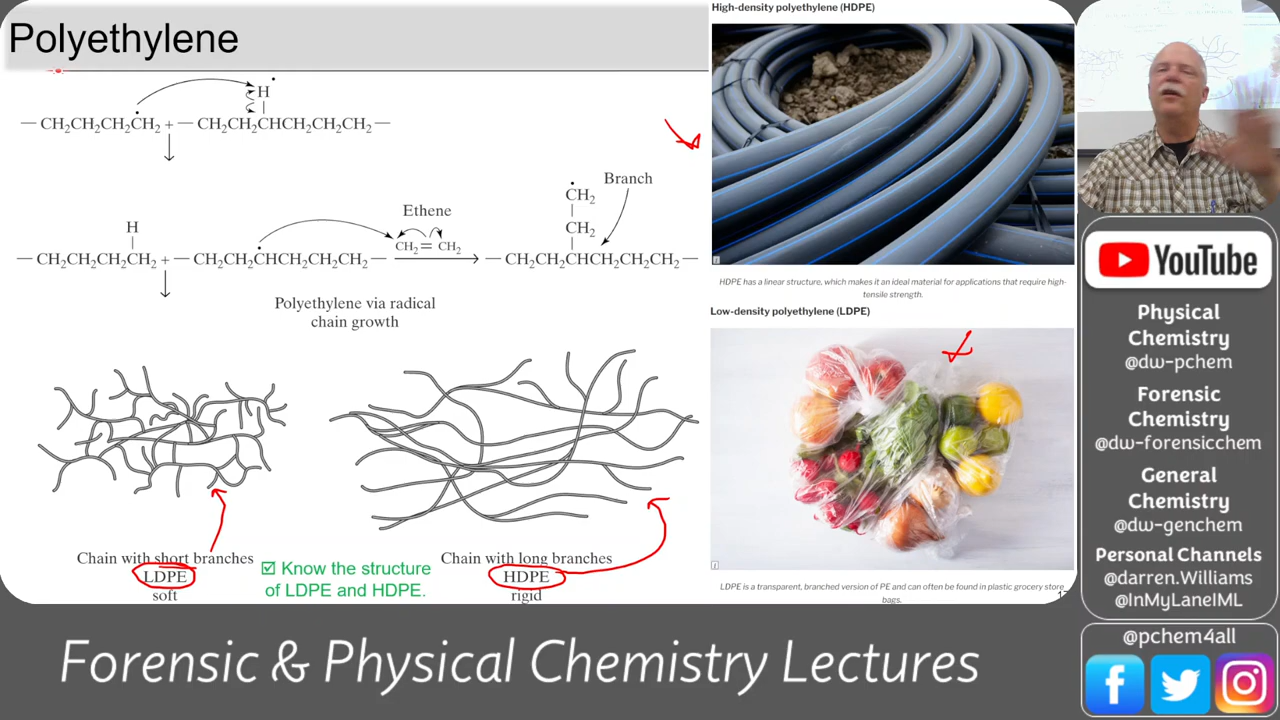 Polyethylene
H
— CH₂CH₂CH₂ĊH₂ + — CH₂CH₂CHCH₂CH₂CH₂ —
Branch
ĊH₂
CH₂
H
Ethene
CH₂ = CH₂
— CH₂CH₂CH₂CH₂ + — CH₂CH₂ĊHCH₂CH₂CH₂ — — CH₂CH₂CHCH₂CH₂CH₂ —
Polyethylene via radical
chain growth
Chain with short branches
LDPE
soft
☑ Know the structure
of LDPE and HDPE.
Chain with long branches
HDPE
rigid
High-density polyethylene (HDPE)
HDPE has a linear structure, which makes it an ideal material for applications that require high-
tensile strength.
Low-density polyethylene (LDPE)
LDPE is a transparent, branched version of PE and can often be found in plastic grocery store
bags.
YouTube
Physical
Chemistry
@dw-pchem
Forensic
Chemistry
@dw-forensicchem
General
Chemistry
@dw-genchem
Personal Channels
@darren.Williams
@InMyLaneIML
@pchem4all
Forensic & Physical Chemistry Lectures